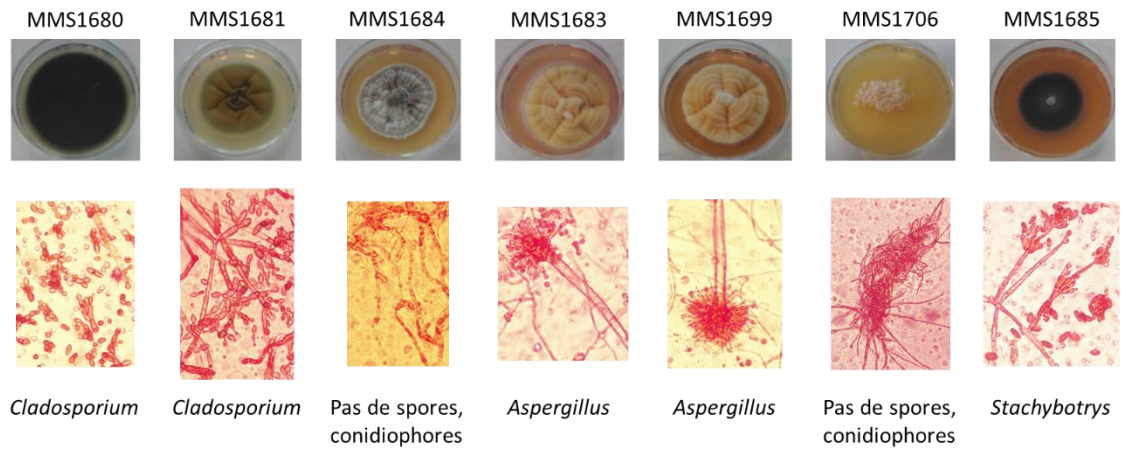 MMS1680 MMS1681 MMS1684 MMS1683 MMS1699 MMS1706 MMS1685
Cladosporium Cladosporium Pas de spores, Aspergillus Aspergillus Pas de spores, Stachybotrys
conidiophores conidiophores